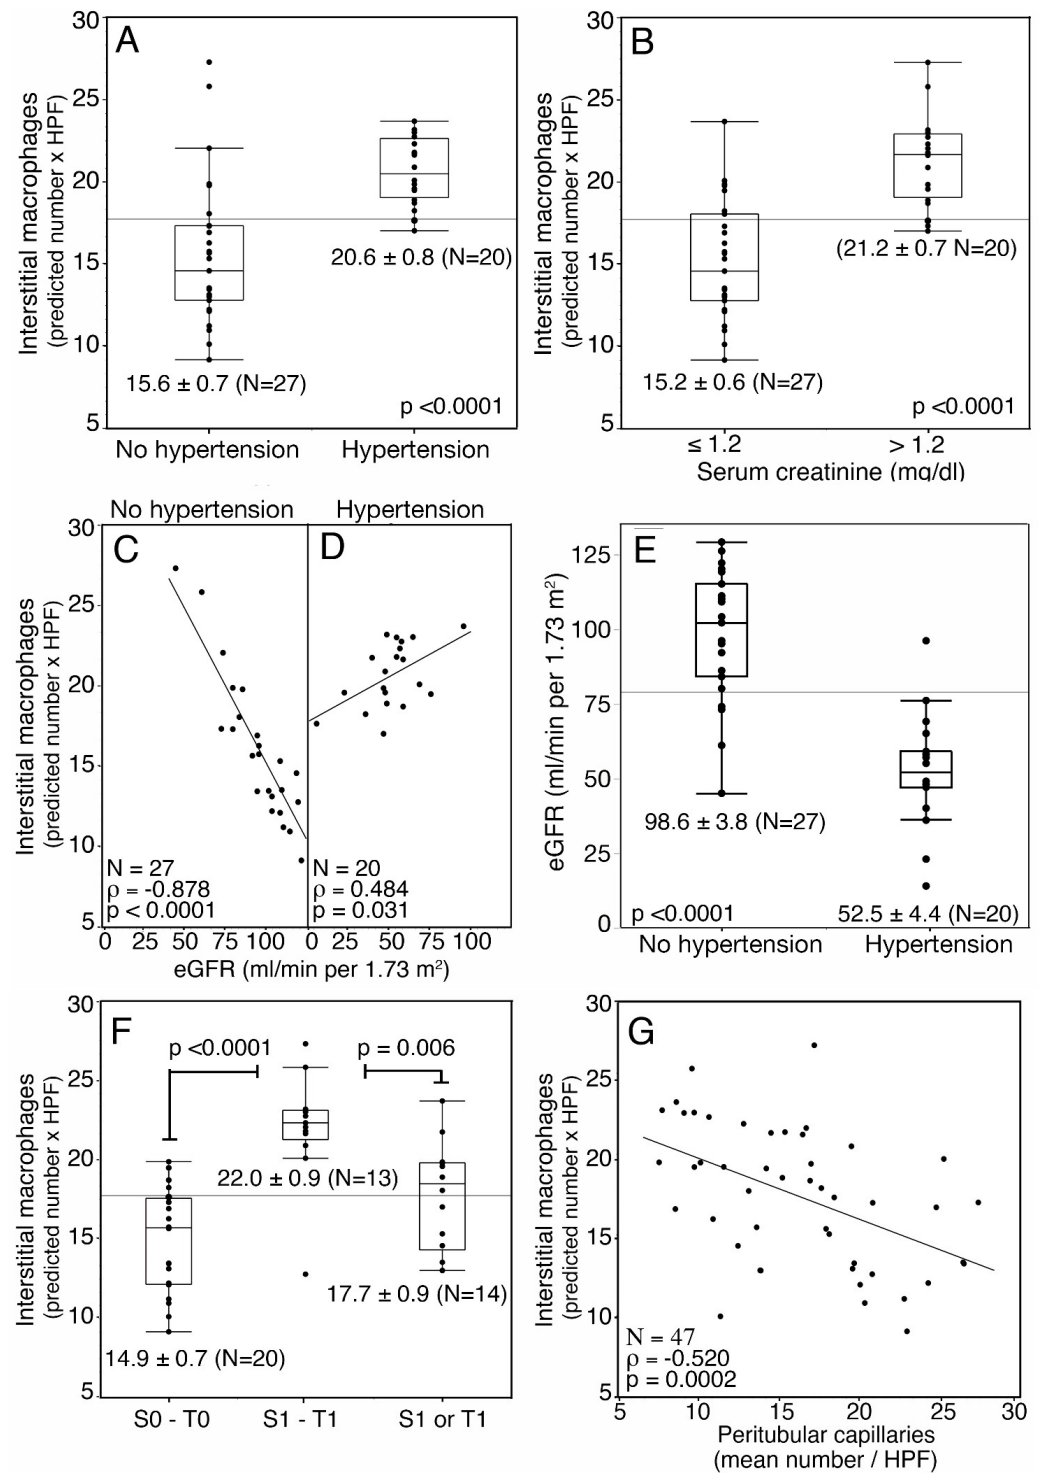 A
30
25
20
15
10
5
Interstitial macrophages
(predicted number x HPF)
20.6 ± 0.8 (N=20)
15.6 ± 0.7 (N=27)
p <0.0001
No hypertension
Hypertension
B
30
25
20
15
10
5
Interstitial macrophages
(predicted number x HPF)
(21.2 ± 0.7 N=20)
15.2 ± 0.6 (N=27)
p <0.0001
≤ 1.2
> 1.2
Serum creatinine (mg/dl)
No hypertension
Hypertension
C
D
30
25
20
15
10
5
Interstitial macrophages
(predicted number x HPF)
N = 27
ρ = -0.878
p < 0.0001
N = 20
ρ = 0.484
p = 0.031
0 25 50 75 100 0 25 50 75 100
eGFR (ml/min per 1.73 m²)
E
125
100
75
50
25
0
eGFR (ml/min per 1.73 m²)
98.6 ± 3.8 (N=27)
p <0.0001
52.5 ± 4.4 (N=20)
No hypertension
Hypertension
F
30
25
20
15
10
5
Interstitial macrophages
(predicted number x HPF)
p <0.0001
p = 0.006
22.0 ± 0.9 (N=13)
17.7 ± 0.9 (N=14)
14.9 ± 0.7 (N=20)
S0 - T0
S1 - T1
S1 or T1
G
30
25
20
15
10
5
Interstitial macrophages
(predicted number x HPF)
N = 47
ρ = -0.520
p = 0.0002
5 10 15 20 25 30
Peritubular capillaries
(mean number / HPF)